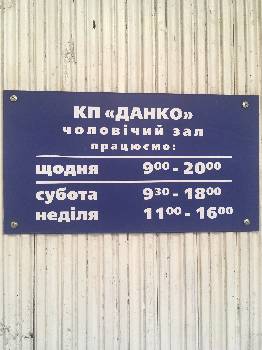 КП «ДАНКО»
чоловічий зал
працюємо:
щодня 9⁰⁰ - 20⁰⁰
субота 9³⁰ - 18⁰⁰
неділя 11⁰⁰ - 16⁰⁰